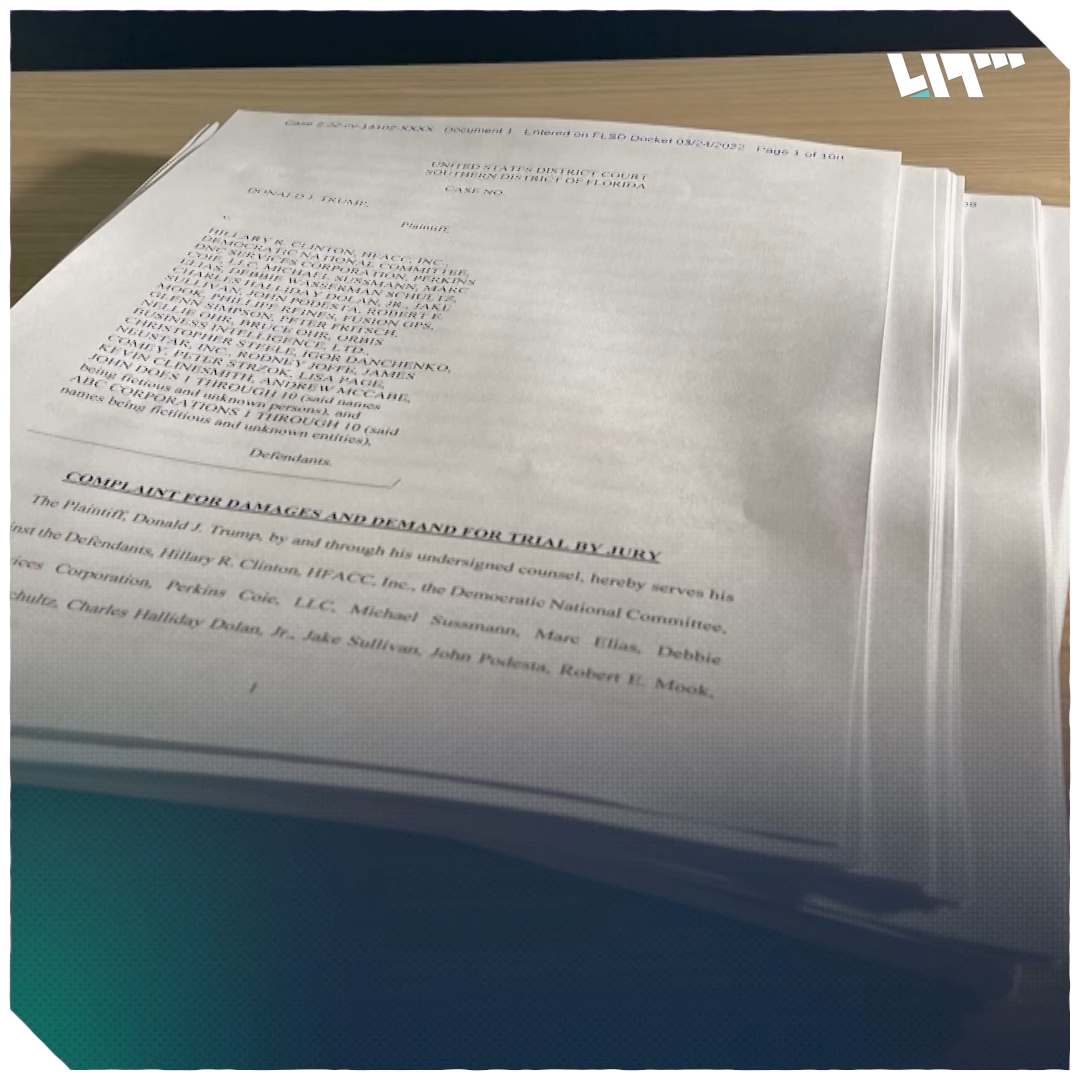 LIT
Case 2:22-cv-14102-XXXX Document 1 Entered on FLSD Docket 03/24/2022 Page 1 of 108
UNITED STATES DISTRICT COURT
SOUTHERN DISTRICT OF FLORIDA
CASE NO.
DONALD J. TRUMP,
Plaintiff,
v.
HILLARY R. CLINTON, HFACC, INC.,
DEMOCRATIC NATIONAL COMMITTEE,
DNC SERVICES CORPORATION, PERKINS
COIE, LLC, MICHAEL SUSSMANN, MARC
ELIAS, DEBBIE WASSERMAN SCHULTZ,
CHARLES HALLIDAY DOLAN, JR., JAKE
SULLIVAN, JOHN PODESTA, ROBERT E.
MOOK, PHILLIPE REINES, FUSION GPS,
GLENN SIMPSON, PETER FRITSCH,
NELLIE OHR, BRUCE OHR, ORBIS
BUSINESS INTELLIGENCE, LTD.,
CHRISTOPHER STEELE, IGOR DANCHENKO,
NEUSTAR, INC., RODNEY JOFFE, JAMES
COMEY, PETER STRZOK, LISA PAGE,
KEVIN CLINESMITH, ANDREW MCCABE,
JOHN DOES 1 THROUGH 10 (said names
being fictious and unknown persons), and
ABC CORPORATIONS 1 THROUGH 10 (said
names being fictitious and unknown entities),
Defendants.
COMPLAINT FOR DAMAGES AND DEMAND FOR TRIAL BY JURY
The Plaintiff, Donald J. Trump, by and through his undersigned counsel, hereby serves his
inst the Defendants, Hillary R. Clinton, HFACC, Inc., the Democratic National Committee,
ices Corporation, Perkins Coie, LLC, Michael Sussmann, Marc Elias, Debbie
chultz, Charles Halliday Dolan, Jr., Jake Sullivan, John Podesta, Robert E. Mook,
1